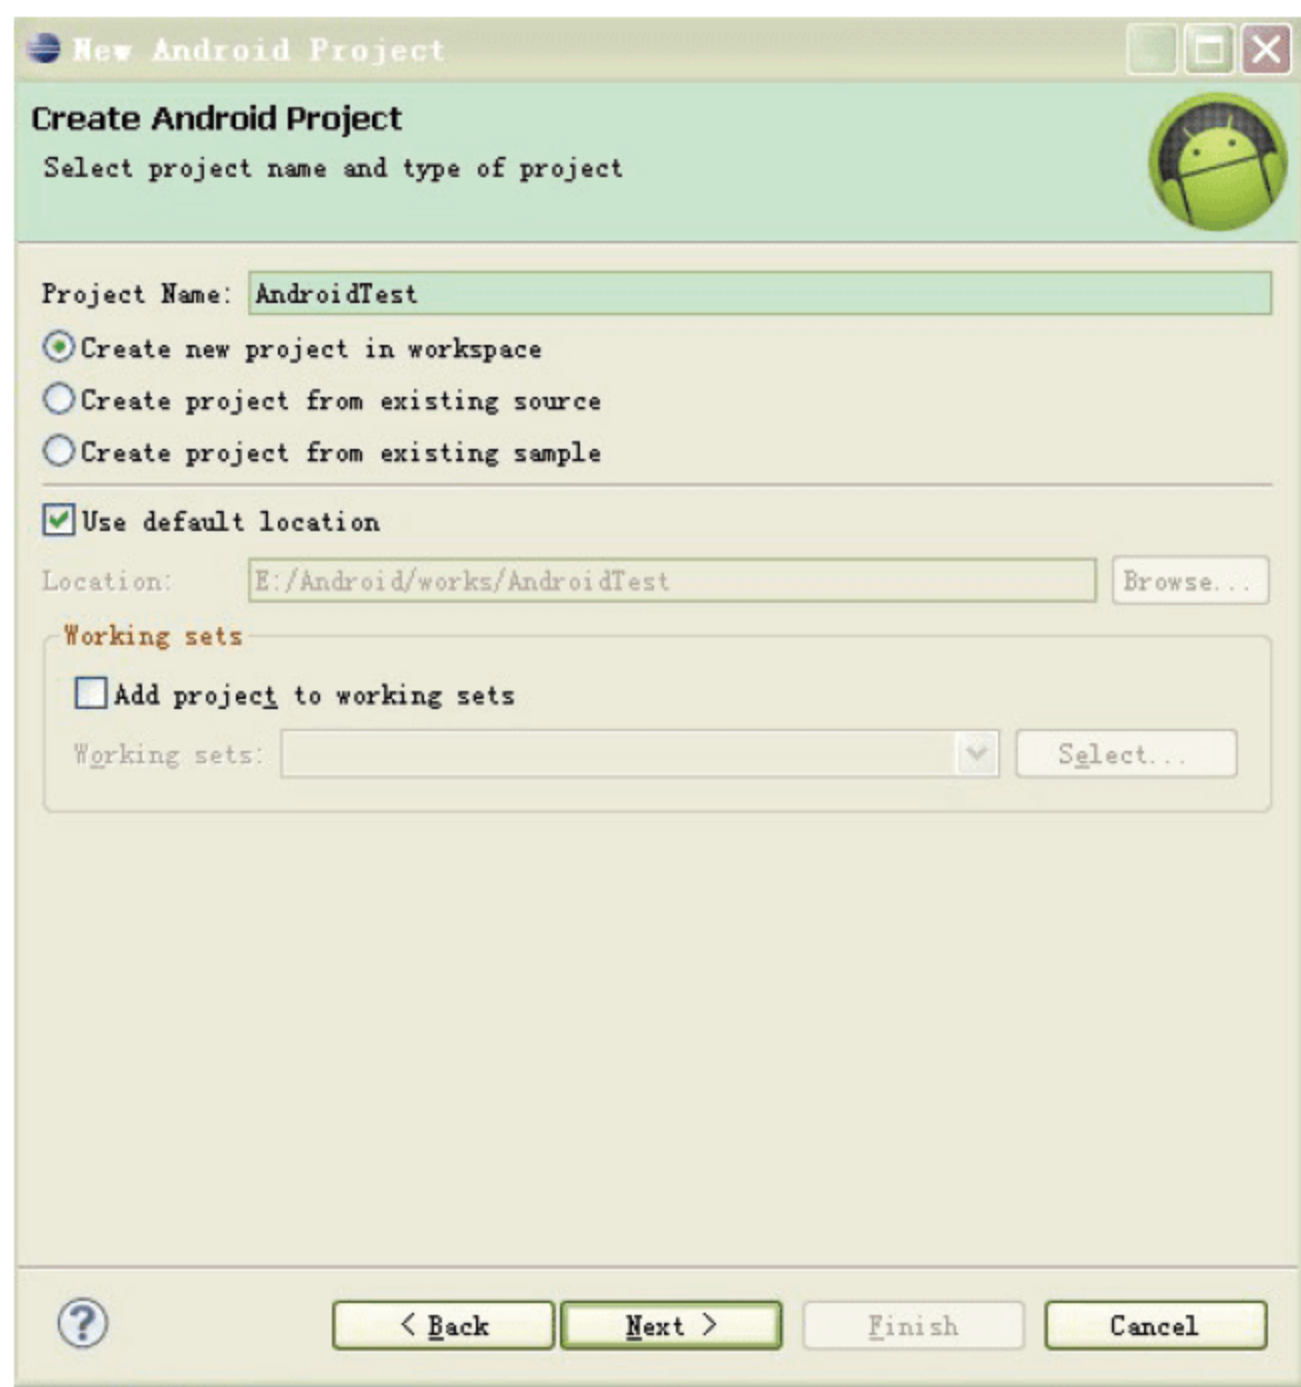 New Android Project
Create Android Project
Select project name and type of project
Project Name: AndroidTest
Create new project in workspace
Create project from existing source
Create project from existing sample
Use default location
Location: E:/Android/works/AndroidTest Browse...
Working sets
Add project to working sets
Working sets: Select...
? < Back Next > Finish Cancel